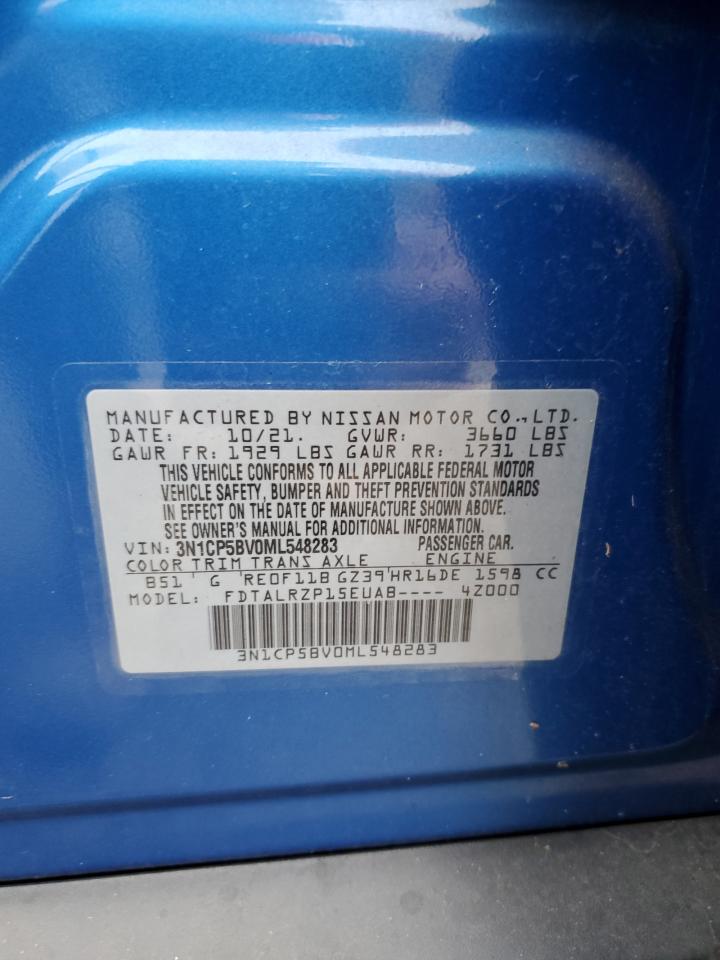 MANUFACTURED BY NISSAN MOTOR CO., LTD.
DATE: 10/21. GVWR: 3660 LBS
GAWR FR: 1929 LBS GAWR RR: 1731 LBS
THIS VEHICLE CONFORMS TO ALL APPLICABLE FEDERAL MOTOR
VEHICLE SAFETY, BUMPER AND THEFT PREVENTION STANDARDS
IN EFFECT ON THE DATE OF MANUFACTURE SHOWN ABOVE.
SEE OWNER'S MANUAL FOR ADDITIONAL INFORMATION.
VIN: 3N1CP5BV0ML548283 PASSENGER CAR.
COLOR TRIM TRANS AXLE ENGINE
B51 G RE0F11B GZ39 HR16DE 1598 CC
MODEL: FDTALRZP15EUAB---- 4Z000
3N1CP5BV0ML548283